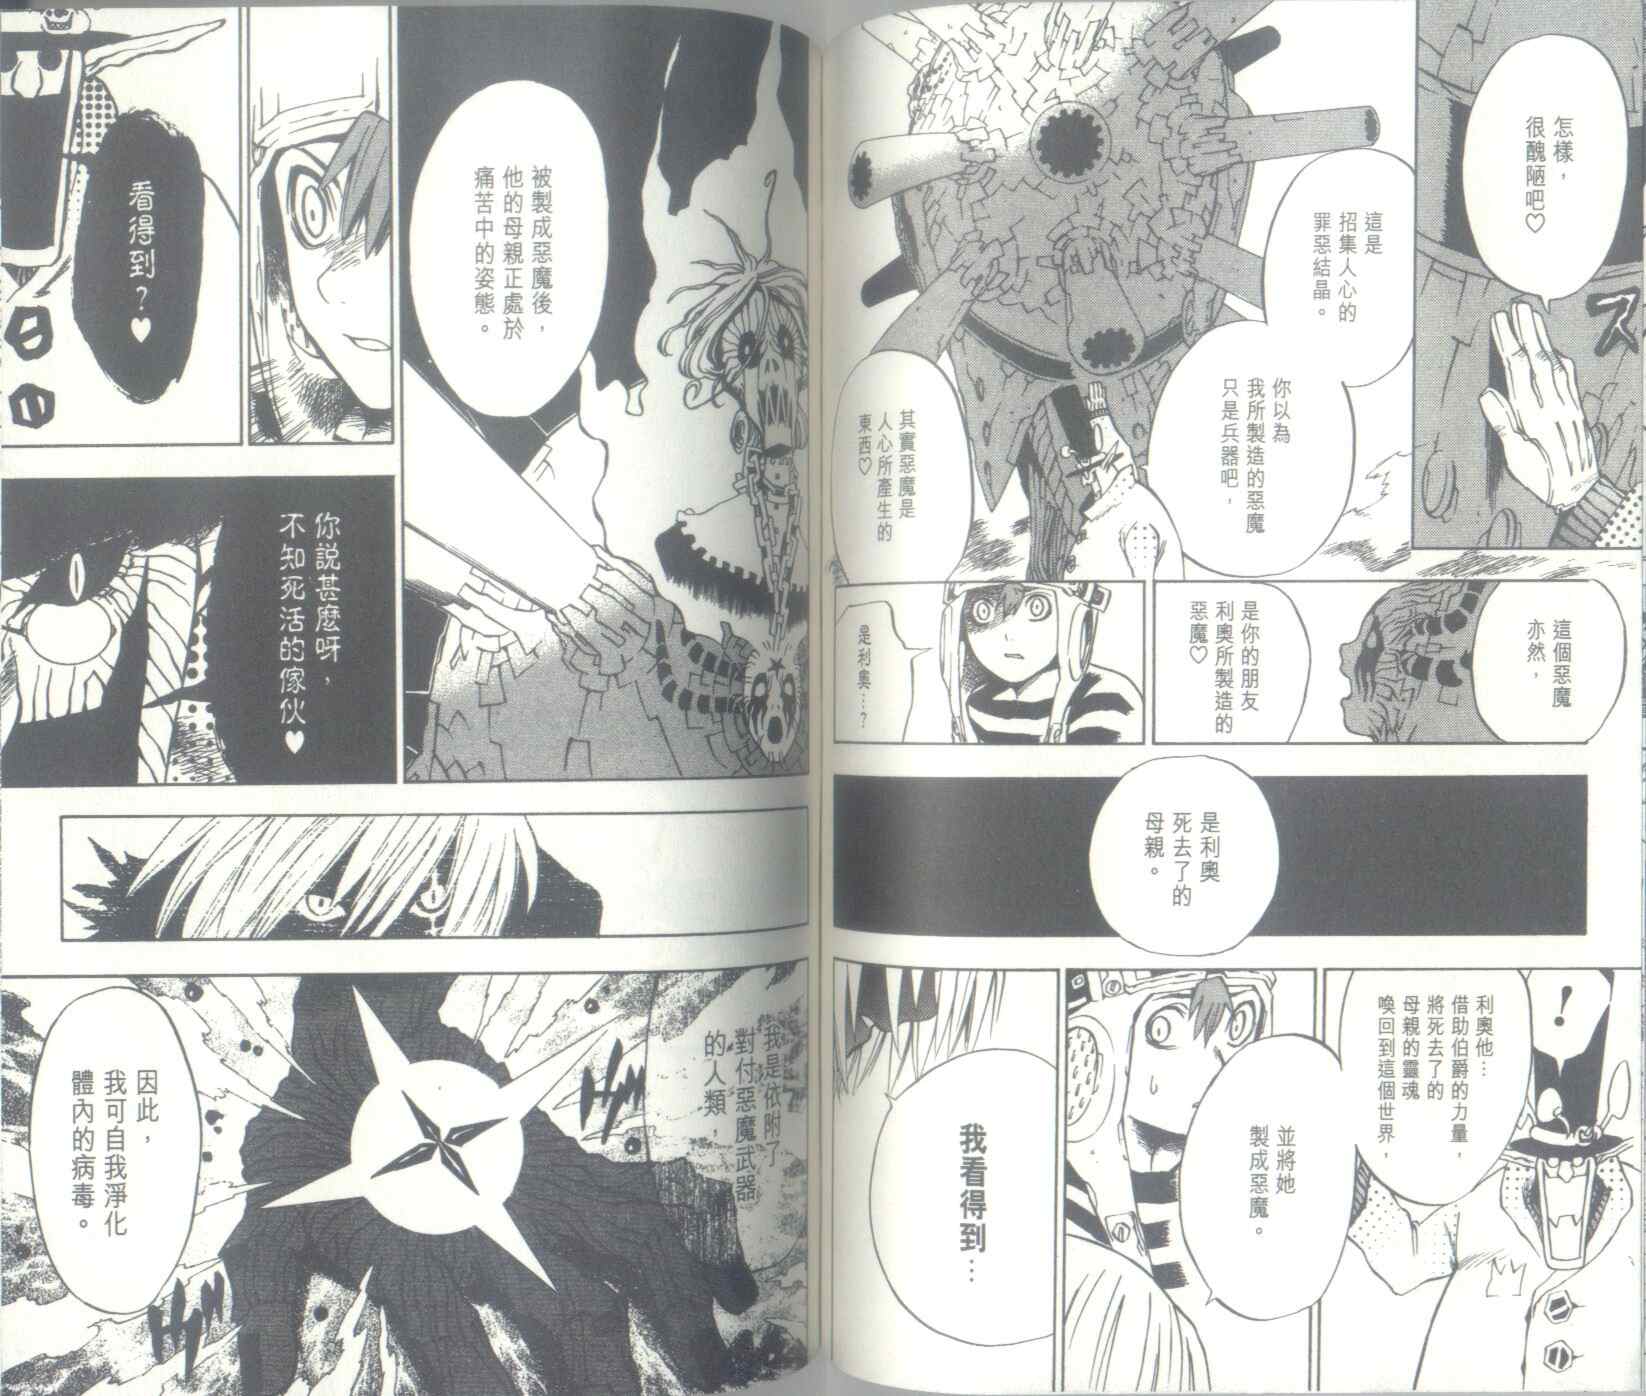 怎樣，
很醜陋吧♡
ス
這是
招集人心的
罪惡結晶。
你以為
我所製造的惡魔
只是兵器吧，
其實惡魔是
人心所產生的
東西♡
這個惡魔
亦然，
是你的朋友
利奧所製造的
惡魔♡
是利奧…？
是利奧
死去了的
母親。
！
利奧他…
借助伯爵的力量，
將死去了的
母親的靈魂
喚回到這個世界，
並將她
製成惡魔。
我看得到…
被製成惡魔後，
他的母親正處於
痛苦中的姿態。
看得到？♥
你說甚麼呀，
不知死活的傢伙♥
我是依附了
對付惡魔武器
的人類，
因此，
我可自我淨化
體內的病毒。